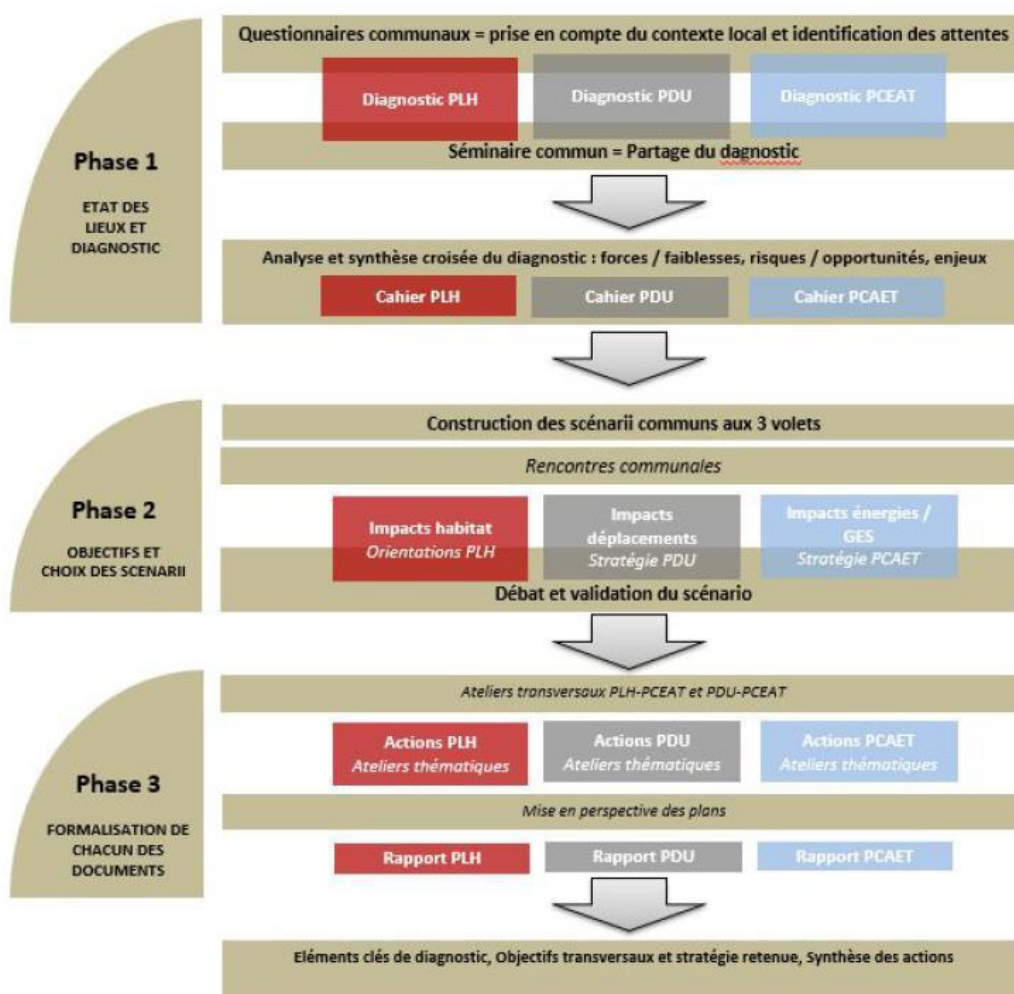 Questionnaires communaux = prise en compte du contexte local et identification des attentes
Diagnostic PLH
Diagnostic PDU
Diagnostic PCEAT
Séminaire commun = Partage du dagnostic
Phase 1
ETAT DES
LIEUX ET
DIAGNOSTIC
Analyse et synthèse croisée du diagnostic : forces / faiblesses, risques / opportunités, enjeux
Cahier PLH
Cahier PDU
Cahier PCAET
Construction des scénarii communs aux 3 volets
Rencontres communales
Phase 2
OBJECTIFS ET
CHOIX DES SCENARII
Impacts habitat
Orientations PLH
Impacts
déplacements
Stratégie PDU
Impacts énergies /
GES
Stratégie PCAET
Débat et validation du scénario
Ateliers transversaux PLH-PCEAT et PDU-PCEAT
Phase 3
FORMALISATION DE
CHACUN DES
DOCUMENTS
Actions PLH
Ateliers thématiques
Actions PDU
Ateliers thématiques
Actions PCAET
Ateliers thématiques
Mise en perspective des plans
Rapport PLH
Rapport PDU
Rapport PCAET
Eléments clés de diagnostic, Objectifs transversaux et stratégie retenue, Synthèse des actions